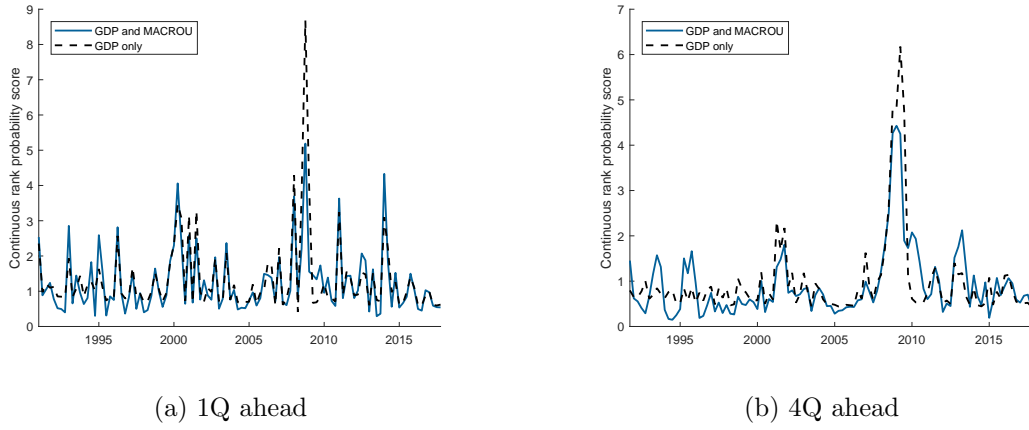 GDP and MACROU
GDP only
Continuous rank probability score
9
8
7
6
5
4
3
2
1
0
1995 2000 2005 2010 2015
(a) 1Q ahead
GDP and MACROU
GDP only
Continuous rank probability score
7
6
5
4
3
2
1
0
1995 2000 2005 2010 2015
(b) 4Q ahead